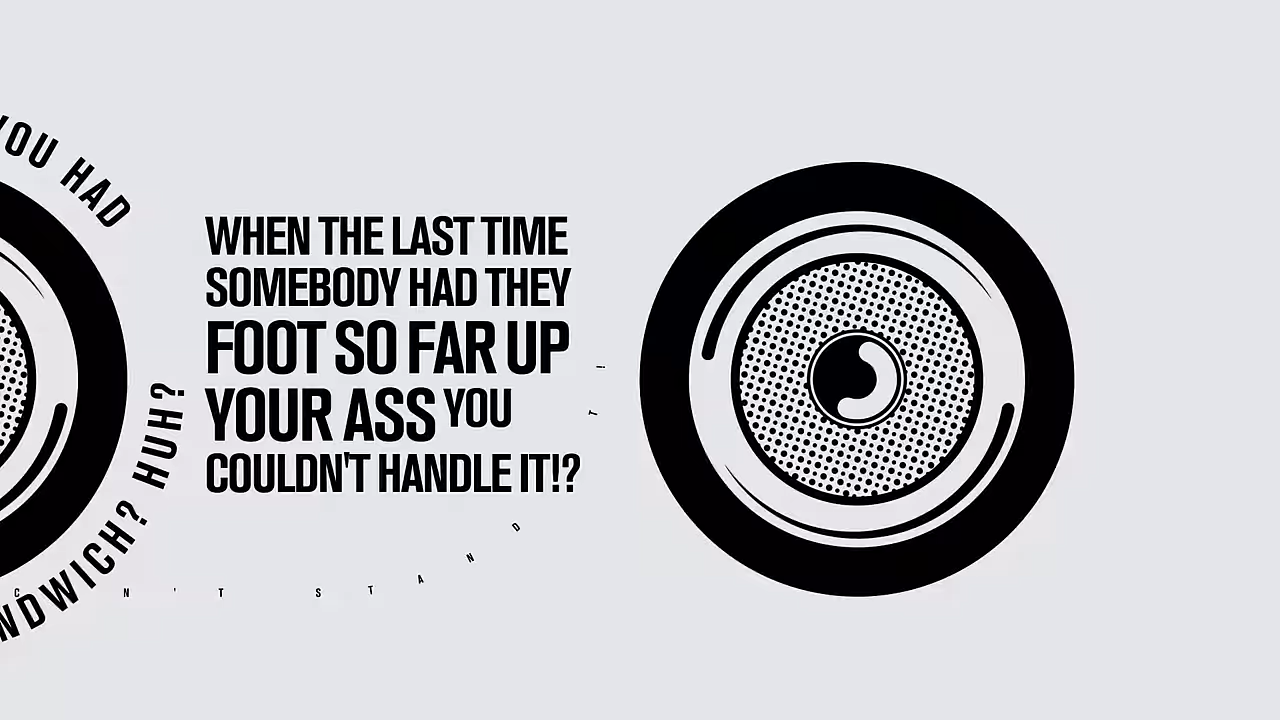 YOU HAD
WHEN THE LAST TIME
SOMEBODY HAD THEY
FOOT SO FAR UP
YOUR ASS YOU
COULDN'T HANDLE IT!?
NDWICH? HUH?
C N'T STAND
T!